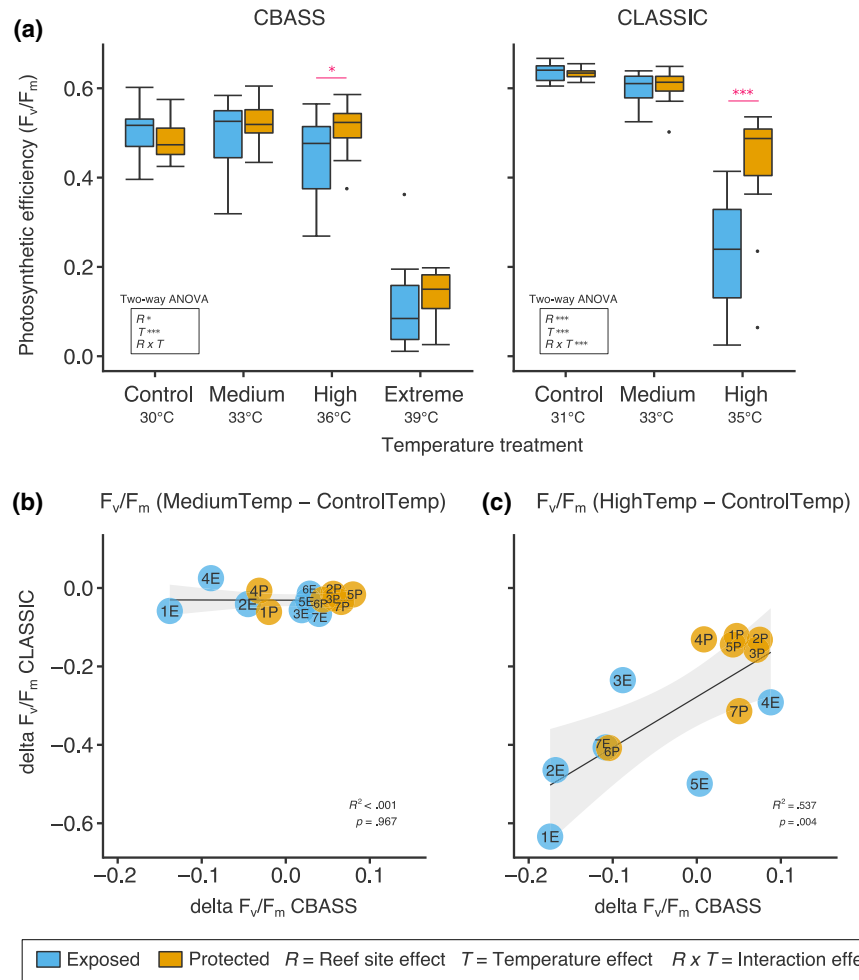 (a)
CBASS
CLASSIC
Photosynthetic efficiency (Fv/Fm)
0.6
0.4
0.2
0.0
*
***
Two-way ANOVA
R *
T ***
R x T
Two-way ANOVA
R ***
T ***
R x T ***
Control Medium High Extreme
30°C 33°C 36°C 39°C
Control Medium High
31°C 33°C 35°C
Temperature treatment
(b) Fv/Fm (MediumTemp – ControlTemp)
(c) Fv/Fm (HighTemp – ControlTemp)
delta Fv/Fm CLASSIC
0.0
−0.2
−0.4
−0.6
1E 4E 2E 4P 1P 6E 5E 3E 7E 6P 2P 3P 7P 5P
R² < .001
p = .967
−0.2 −0.1 0.0 0.1
delta Fv/Fm CBASS
1E 2E 3E 7E 6P 4P 5E 1P 5P 7P 2P 3P 4E
R² = .537
p = .004
−0.2 −0.1 0.0 0.1
delta Fv/Fm CBASS
Exposed Protected R = Reef site effect T = Temperature effect R x T = Interaction effe